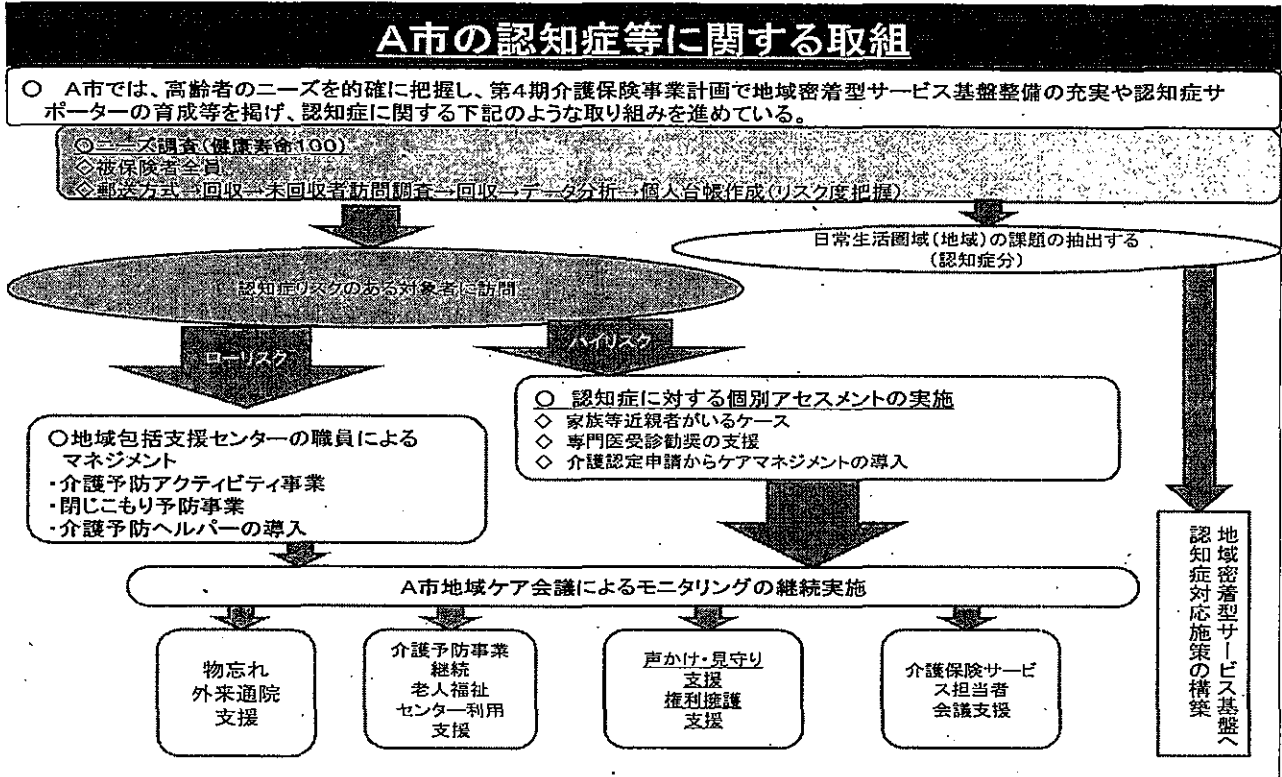 A市の認知症等に関する取組
○ A市では、高齢者のニーズを的確に把握し、第4期介護保険事業計画で地域密着型サービス基盤整備の充実や認知症サ
ポーターの育成等を掲げ、認知症に関する下記のような取り組みを進めている。
○ニーズ調査(健康寿命100)
◇被保険者全員
◇郵送方式→回収→未回収者訪問調査→回収→データ分析→個人台帳作成(リスク度把握)
日常生活圏域(地域)の課題の抽出する
(認知症分)
認知症リスクのある対象者に訪問
ローリスク
ハイリスク
○ 認知症に対する個別アセスメントの実施
◇ 家族等近親者がいるケース
◇ 専門医受診勧奨の支援
◇ 介護認定申請からケアマネジメントの導入
○地域包括支援センターの職員による
マネジメント
・介護予防アクティビティ事業
・閉じこもり予防事業
・介護予防ヘルパーの導入
A市地域ケア会議によるモニタリングの継続実施
物忘れ
外来通院
支援
介護予防事業
継続
老人福祉
センター利用
支援
声かけ・見守り
支援
権利擁護
支援
介護保険サービ
ス担当者
会議支援
地域密着型サービス基盤へ
認知症対応施策の構築